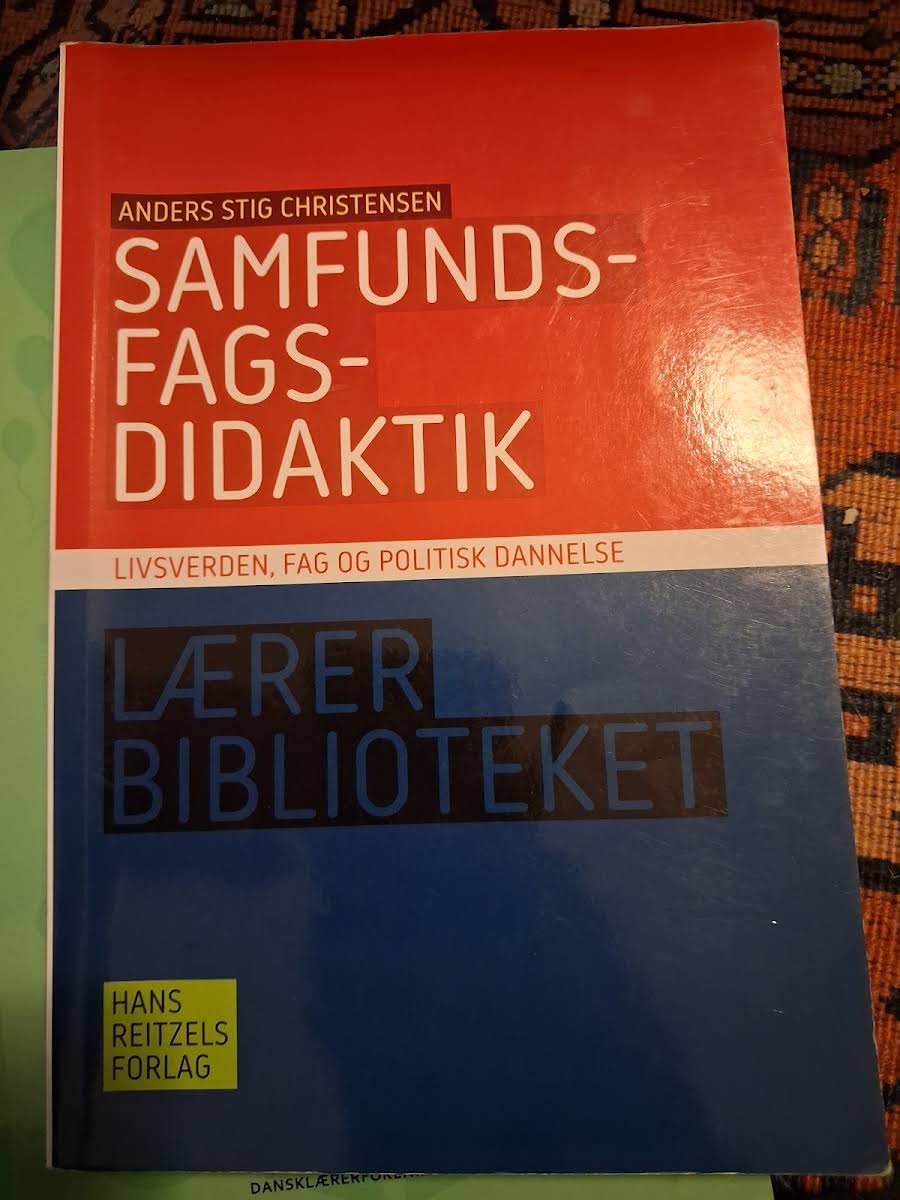 ANDERS STIG CHRISTENSEN
SAMFUNDS-
FAGS-
DIDAKTIK
LIVSVERDEN, FAG OG POLITISK DANNELSE
LÆRER
BIBLIOTEKET
HANS
REITZELS
FORLAG